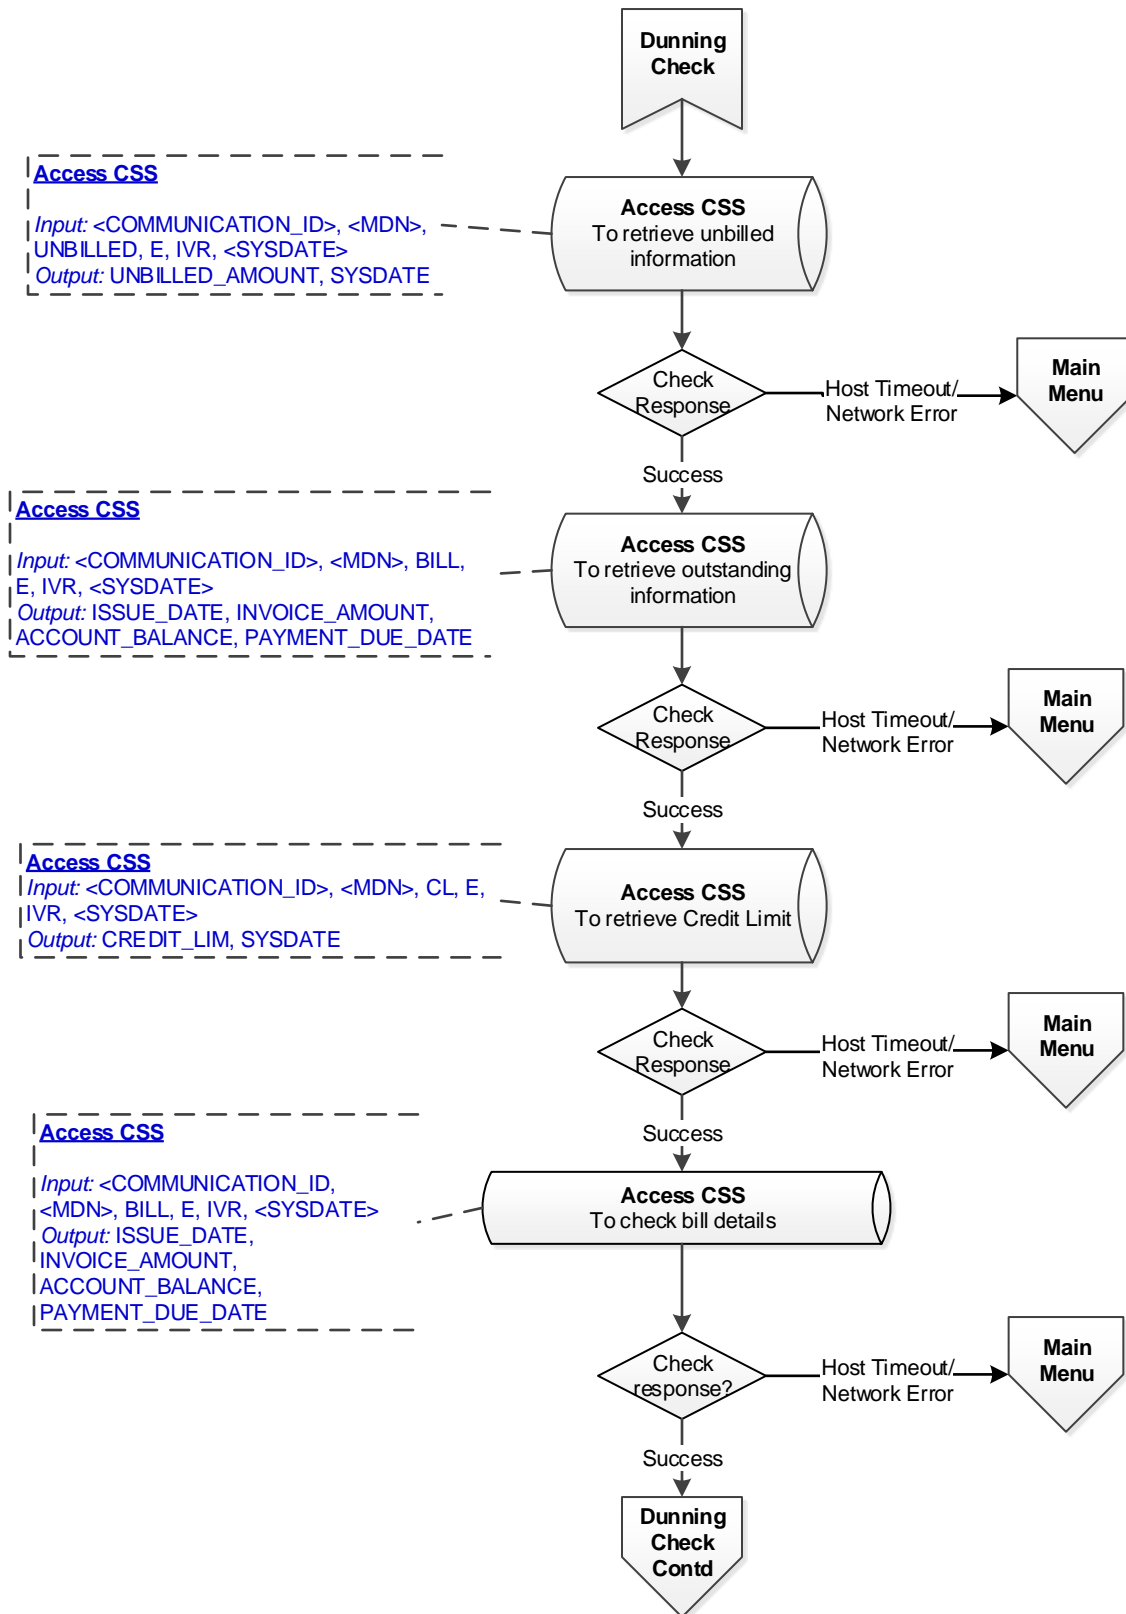 Dunning
Check
Access CSS
Input: <COMMUNICATION_ID>, <MDN>,
UNBILLED, E, IVR, <SYSDATE>
Output: UNBILLED_AMOUNT, SYSDATE
Access CSS
To retrieve unbilled
information
Check
Response
Host Timeout/
Network Error
Main
Menu
Success
Access CSS
Input: <COMMUNICATION_ID>, <MDN>, BILL,
E, IVR, <SYSDATE>
Output: ISSUE_DATE, INVOICE_AMOUNT,
ACCOUNT_BALANCE, PAYMENT_DUE_DATE
Access CSS
To retrieve outstanding
information
Check
Response
Host Timeout/
Network Error
Main
Menu
Success
Access CSS
Input: <COMMUNICATION_ID>, <MDN>, CL, E,
IVR, <SYSDATE>
Output: CREDIT_LIM, SYSDATE
Access CSS
To retrieve Credit Limit
Check
Response
Host Timeout/
Network Error
Main
Menu
Success
Access CSS
Input: <COMMUNICATION_ID,
<MDN>, BILL, E, IVR, <SYSDATE>
Output: ISSUE_DATE,
INVOICE_AMOUNT,
ACCOUNT_BALANCE,
PAYMENT_DUE_DATE
Access CSS
To check bill details
Check
response?
Host Timeout/
Network Error
Main
Menu
Success
Dunning
Check
Contd